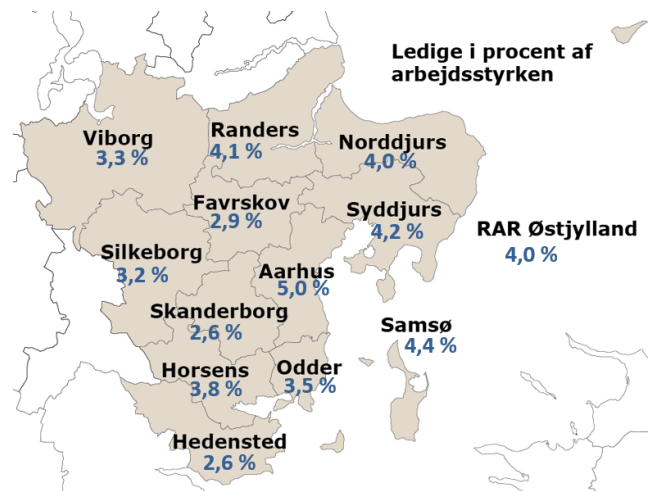 Ledige i procent af
arbejdsstyrken
Viborg
3,3 %
Randers
4,1 %
Norddjurs
4,0 %
Favrskov
2,9 %
Syddjurs
4,2 %
RAR Østjylland
4,0 %
Silkeborg
3,2 %
Aarhus
5,0 %
Skanderborg
2,6 %
Samsø
4,4 %
Horsens
3,8 %
Odder
3,5 %
Hedensted
2,6 %